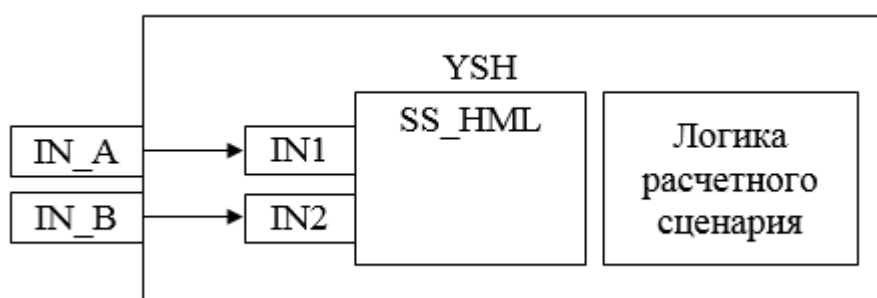 YSH
SS_HML
IN_A
IN1
IN_B
IN2
Логика
расчетного
сценария